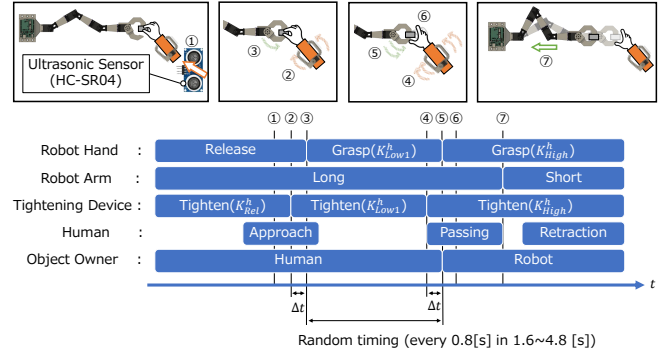 ①
Ultrasonic Sensor
(HC-SR04)
③
②
⑥
⑤
④
⑦
① ② ③ ④ ⑤ ⑥ ⑦
Robot Hand : Release Grasp(K^h_Low1) Grasp(K^h_High)
Robot Arm : Long Short
Tightening Device : Tighten(K^h_Rel) Tighten(K^h_Low1) Tighten(K^h_High)
Human : Approach Passing Retraction
Object Owner : Human Robot
t
Δt Δt
Random timing (every 0.8[s] in 1.6~4.8 [s])